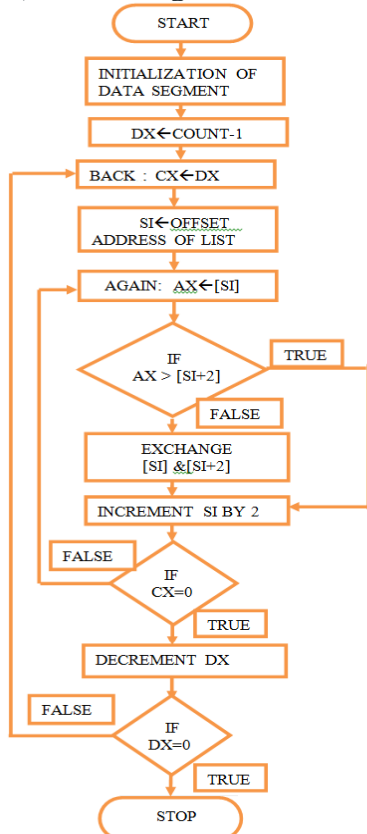 START
INITIALIZATION OF
DATA SEGMENT
DX←COUNT-1
BACK : CX←DX
SI←OFFSET
ADDRESS OF LIST
AGAIN: AX←[SI]
IF
AX > [SI+2]
TRUE
FALSE
EXCHANGE
[SI] &[SI+2]
INCREMENT SI BY 2
FALSE
IF
CX=0
TRUE
DECREMENT DX
FALSE
IF
DX=0
TRUE
STOP